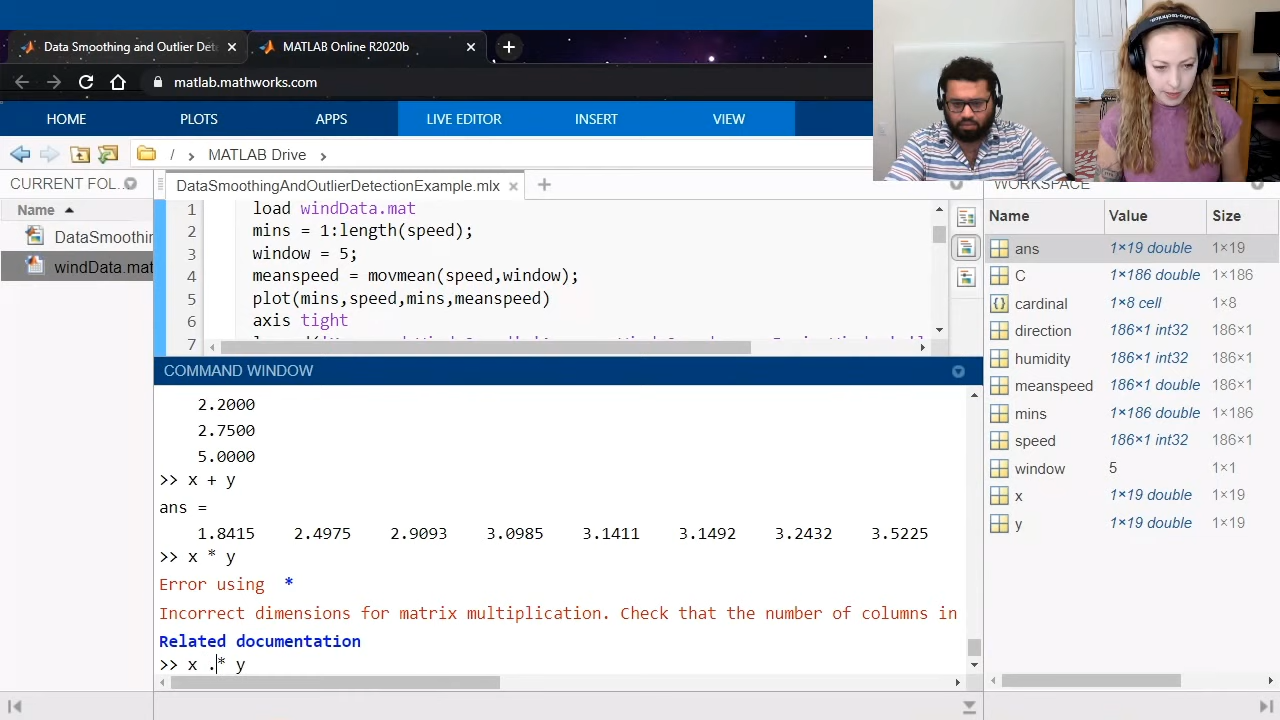 Data Smoothing and Outlier Det
MATLAB Online R2020b
matlab.mathworks.com
HOME PLOTS APPS LIVE EDITOR INSERT VIEW
/ › MATLAB Drive ›
CURRENT FOL.
Name
DataSmoothin
windData.mat
DataSmoothingAndOutlierDetectionExample.mlx
1 load windData.mat
2 mins = 1:length(speed);
3 window = 5;
4 meanspeed = movmean(speed,window);
5 plot(mins,speed,mins,meanspeed)
6 axis tight
7
COMMAND WINDOW
2.2000
2.7500
5.0000
>> x + y
ans =
1.8415 2.4975 2.9093 3.0985 3.1411 3.1492 3.2432 3.5225
>> x * y
Error using *
Incorrect dimensions for matrix multiplication. Check that the number of columns in
Related documentation
>> x .* y
WORKSPACE
Name Value Size
ans 1×19 double 1×19
C 1×186 double 1×186
cardinal 1×8 cell 1×8
direction 186×1 int32 186×1
humidity 186×1 int32 186×1
meanspeed 186×1 double 186×1
mins 1×186 double 1×186
speed 186×1 int32 186×1
window 5 1×1
x 1×19 double 1×19
y 1×19 double 1×19